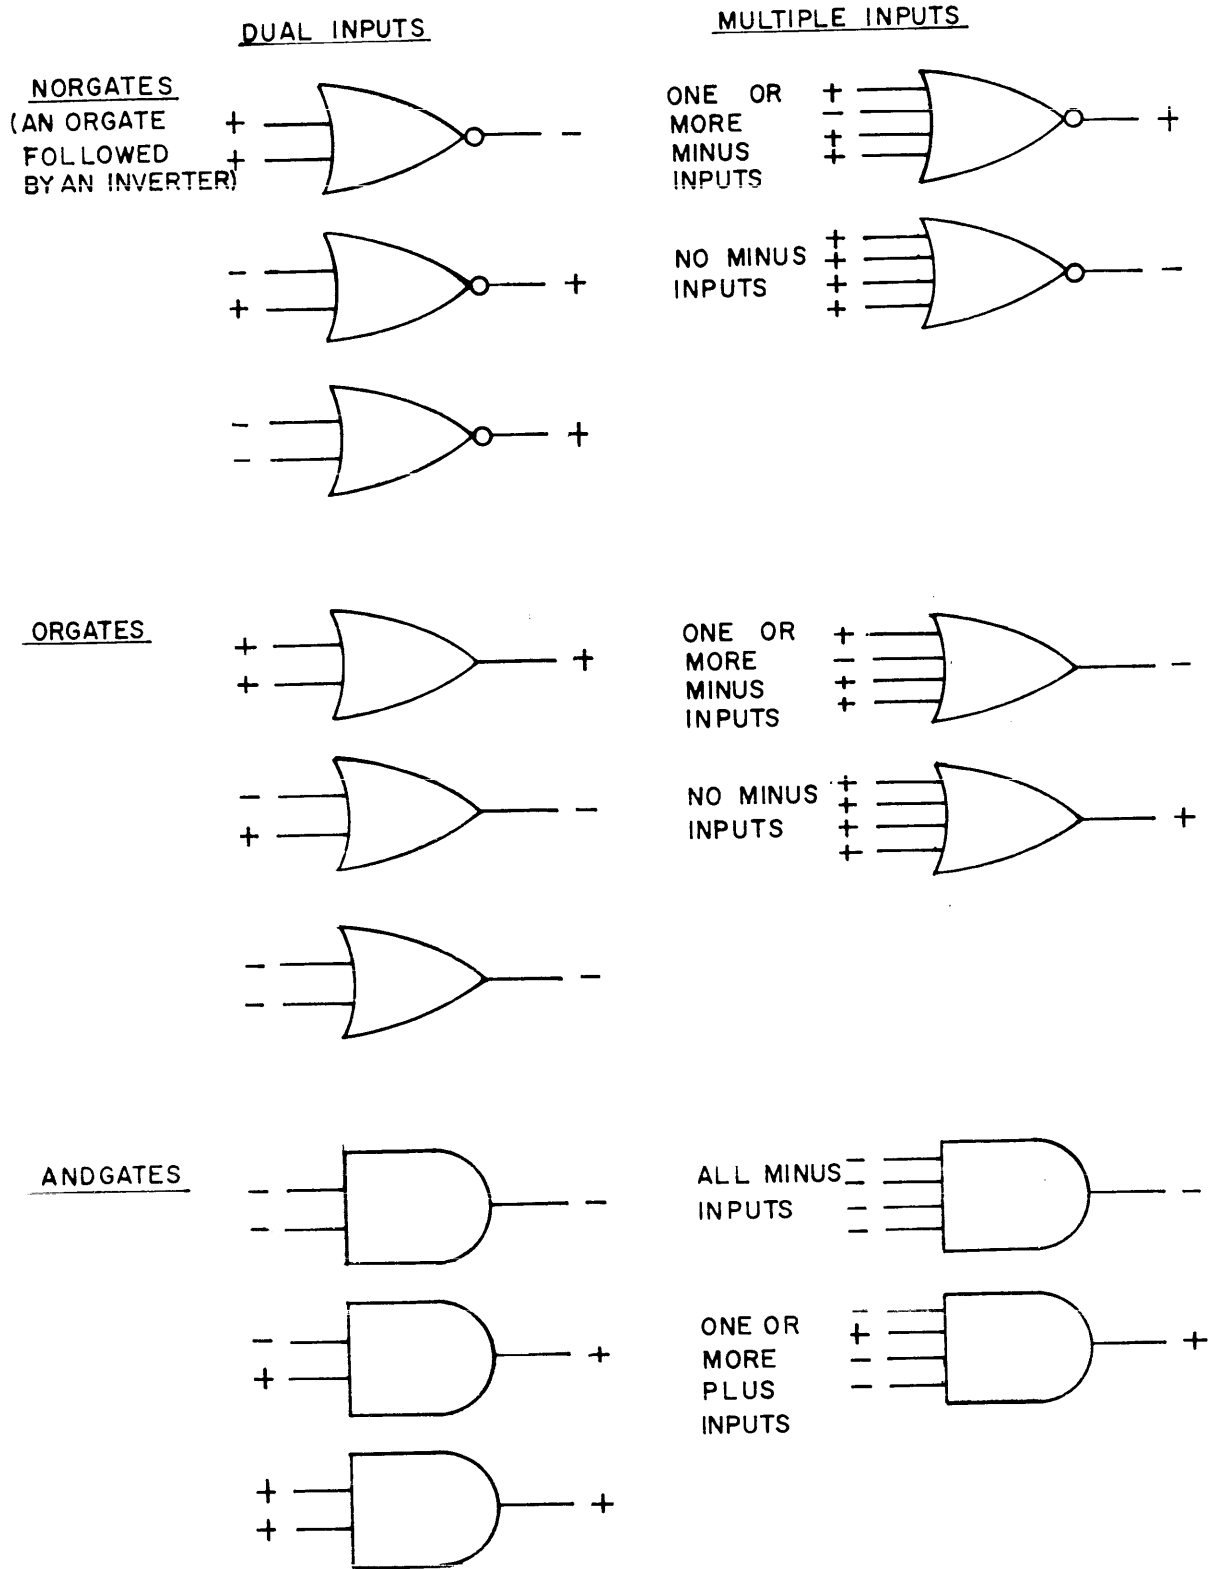 DUAL INPUTS
MULTIPLE INPUTS
NORGATES
(AN ORGATE
FOLLOWED
BY AN INVERTER)
+
+
-
-
+
+
-
-
+
ONE OR
MORE
MINUS
INPUTS
+
-
+
+
+
NO MINUS
INPUTS
+
+
+
+
-
ORGATES
+
+
+
-
+
-
-
-
-
ONE OR
MORE
MINUS
INPUTS
+
-
+
+
-
NO MINUS
INPUTS
+
+
+
+
+
ANDGATES
-
-
-
-
+
+
+
+
+
ALL MINUS
INPUTS
-
-
-
-
-
ONE OR
MORE
PLUS
INPUTS
-
+
-
-
+